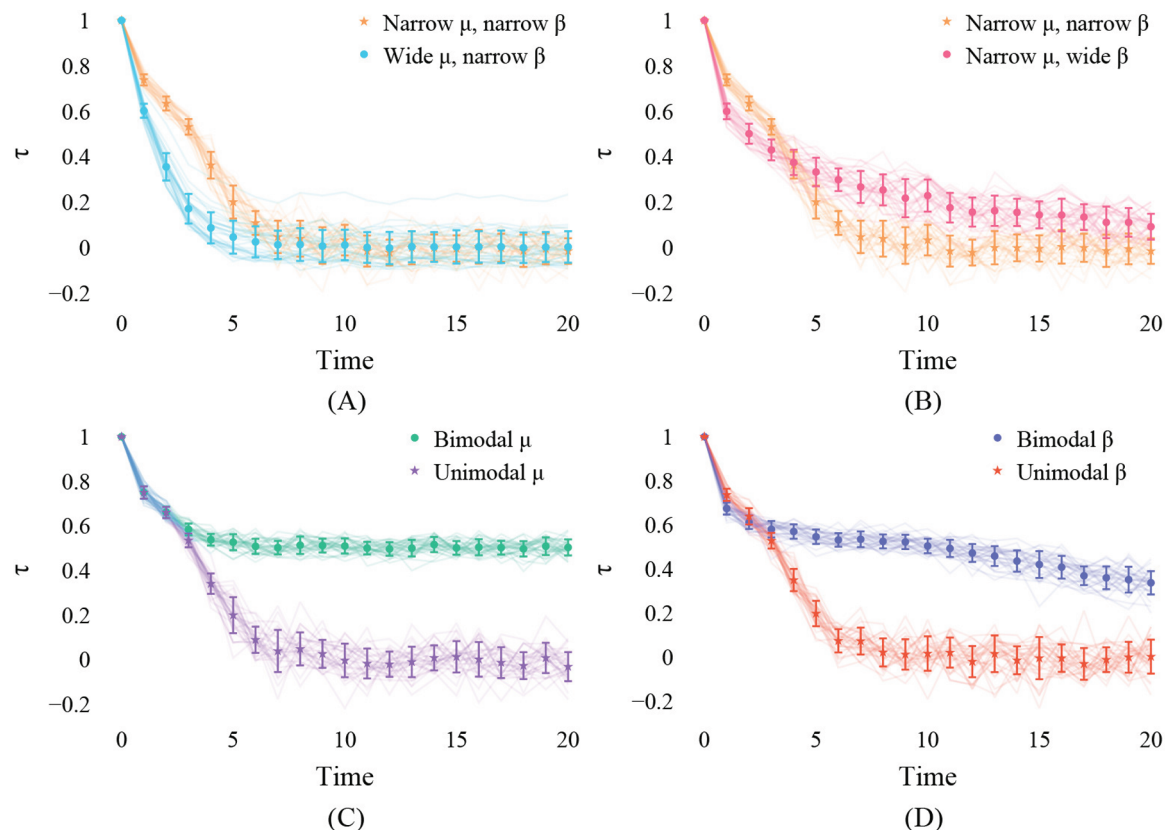 1
0.8
0.6
0.4
0.2
0
−0.2
τ
0 5 10 15 20
Time
(A)
Narrow μ, narrow β
Wide μ, narrow β
1
0.8
0.6
0.4
0.2
0
−0.2
τ
0 5 10 15 20
Time
(B)
Narrow μ, narrow β
Narrow μ, wide β
1
0.8
0.6
0.4
0.2
0
−0.2
τ
0 5 10 15 20
Time
(C)
Bimodal μ
Unimodal μ
1
0.8
0.6
0.4
0.2
0
−0.2
τ
0 5 10 15 20
Time
(D)
Bimodal β
Unimodal β